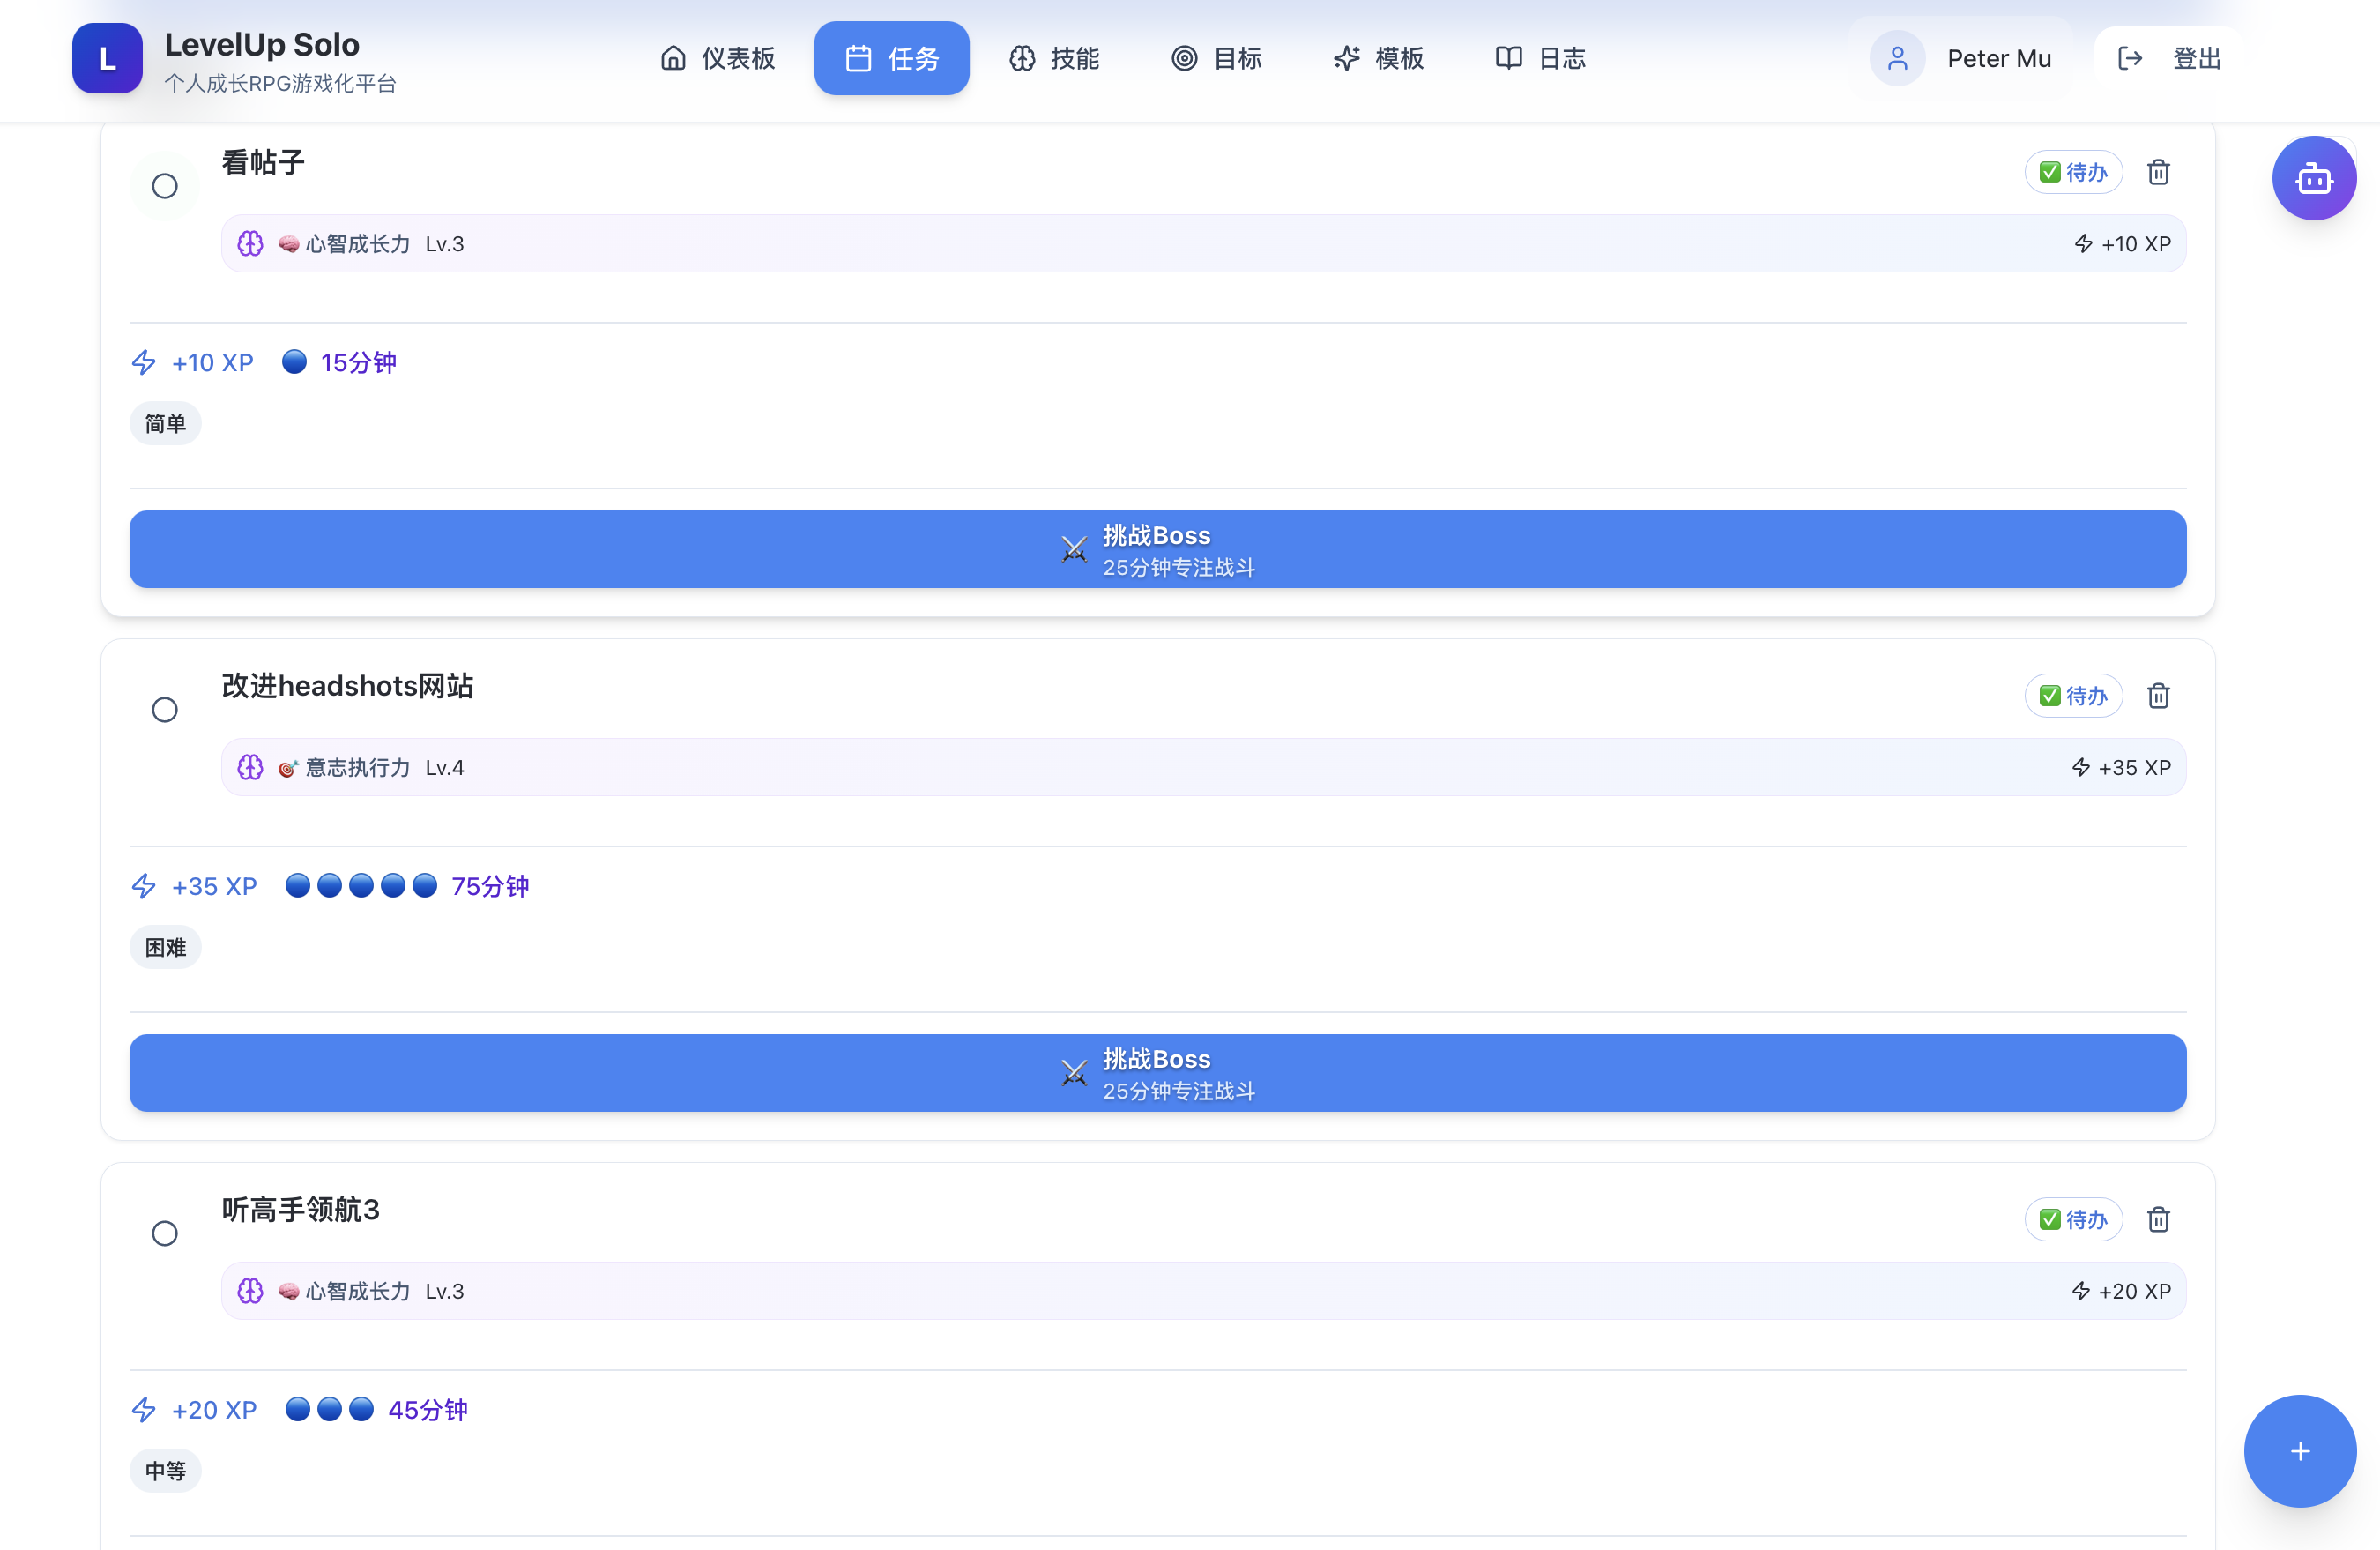 L
LevelUp Solo
个人成长RPG游戏化平台
仪表板
任务
技能
目标
模板
日志
Peter Mu
登出
看帖子
✅ 待办
🧠 心智成长力 Lv.3
+10 XP
+10 XP 🔵 15分钟
简单
⚔️ 挑战Boss
25分钟专注战斗
改进headshots网站
✅ 待办
🎯 意志执行力 Lv.4
+35 XP
+35 XP 🔵🔵🔵🔵🔵 75分钟
困难
⚔️ 挑战Boss
25分钟专注战斗
听高手领航3
✅ 待办
🧠 心智成长力 Lv.3
+20 XP
+20 XP 🔵🔵🔵 45分钟
中等
+